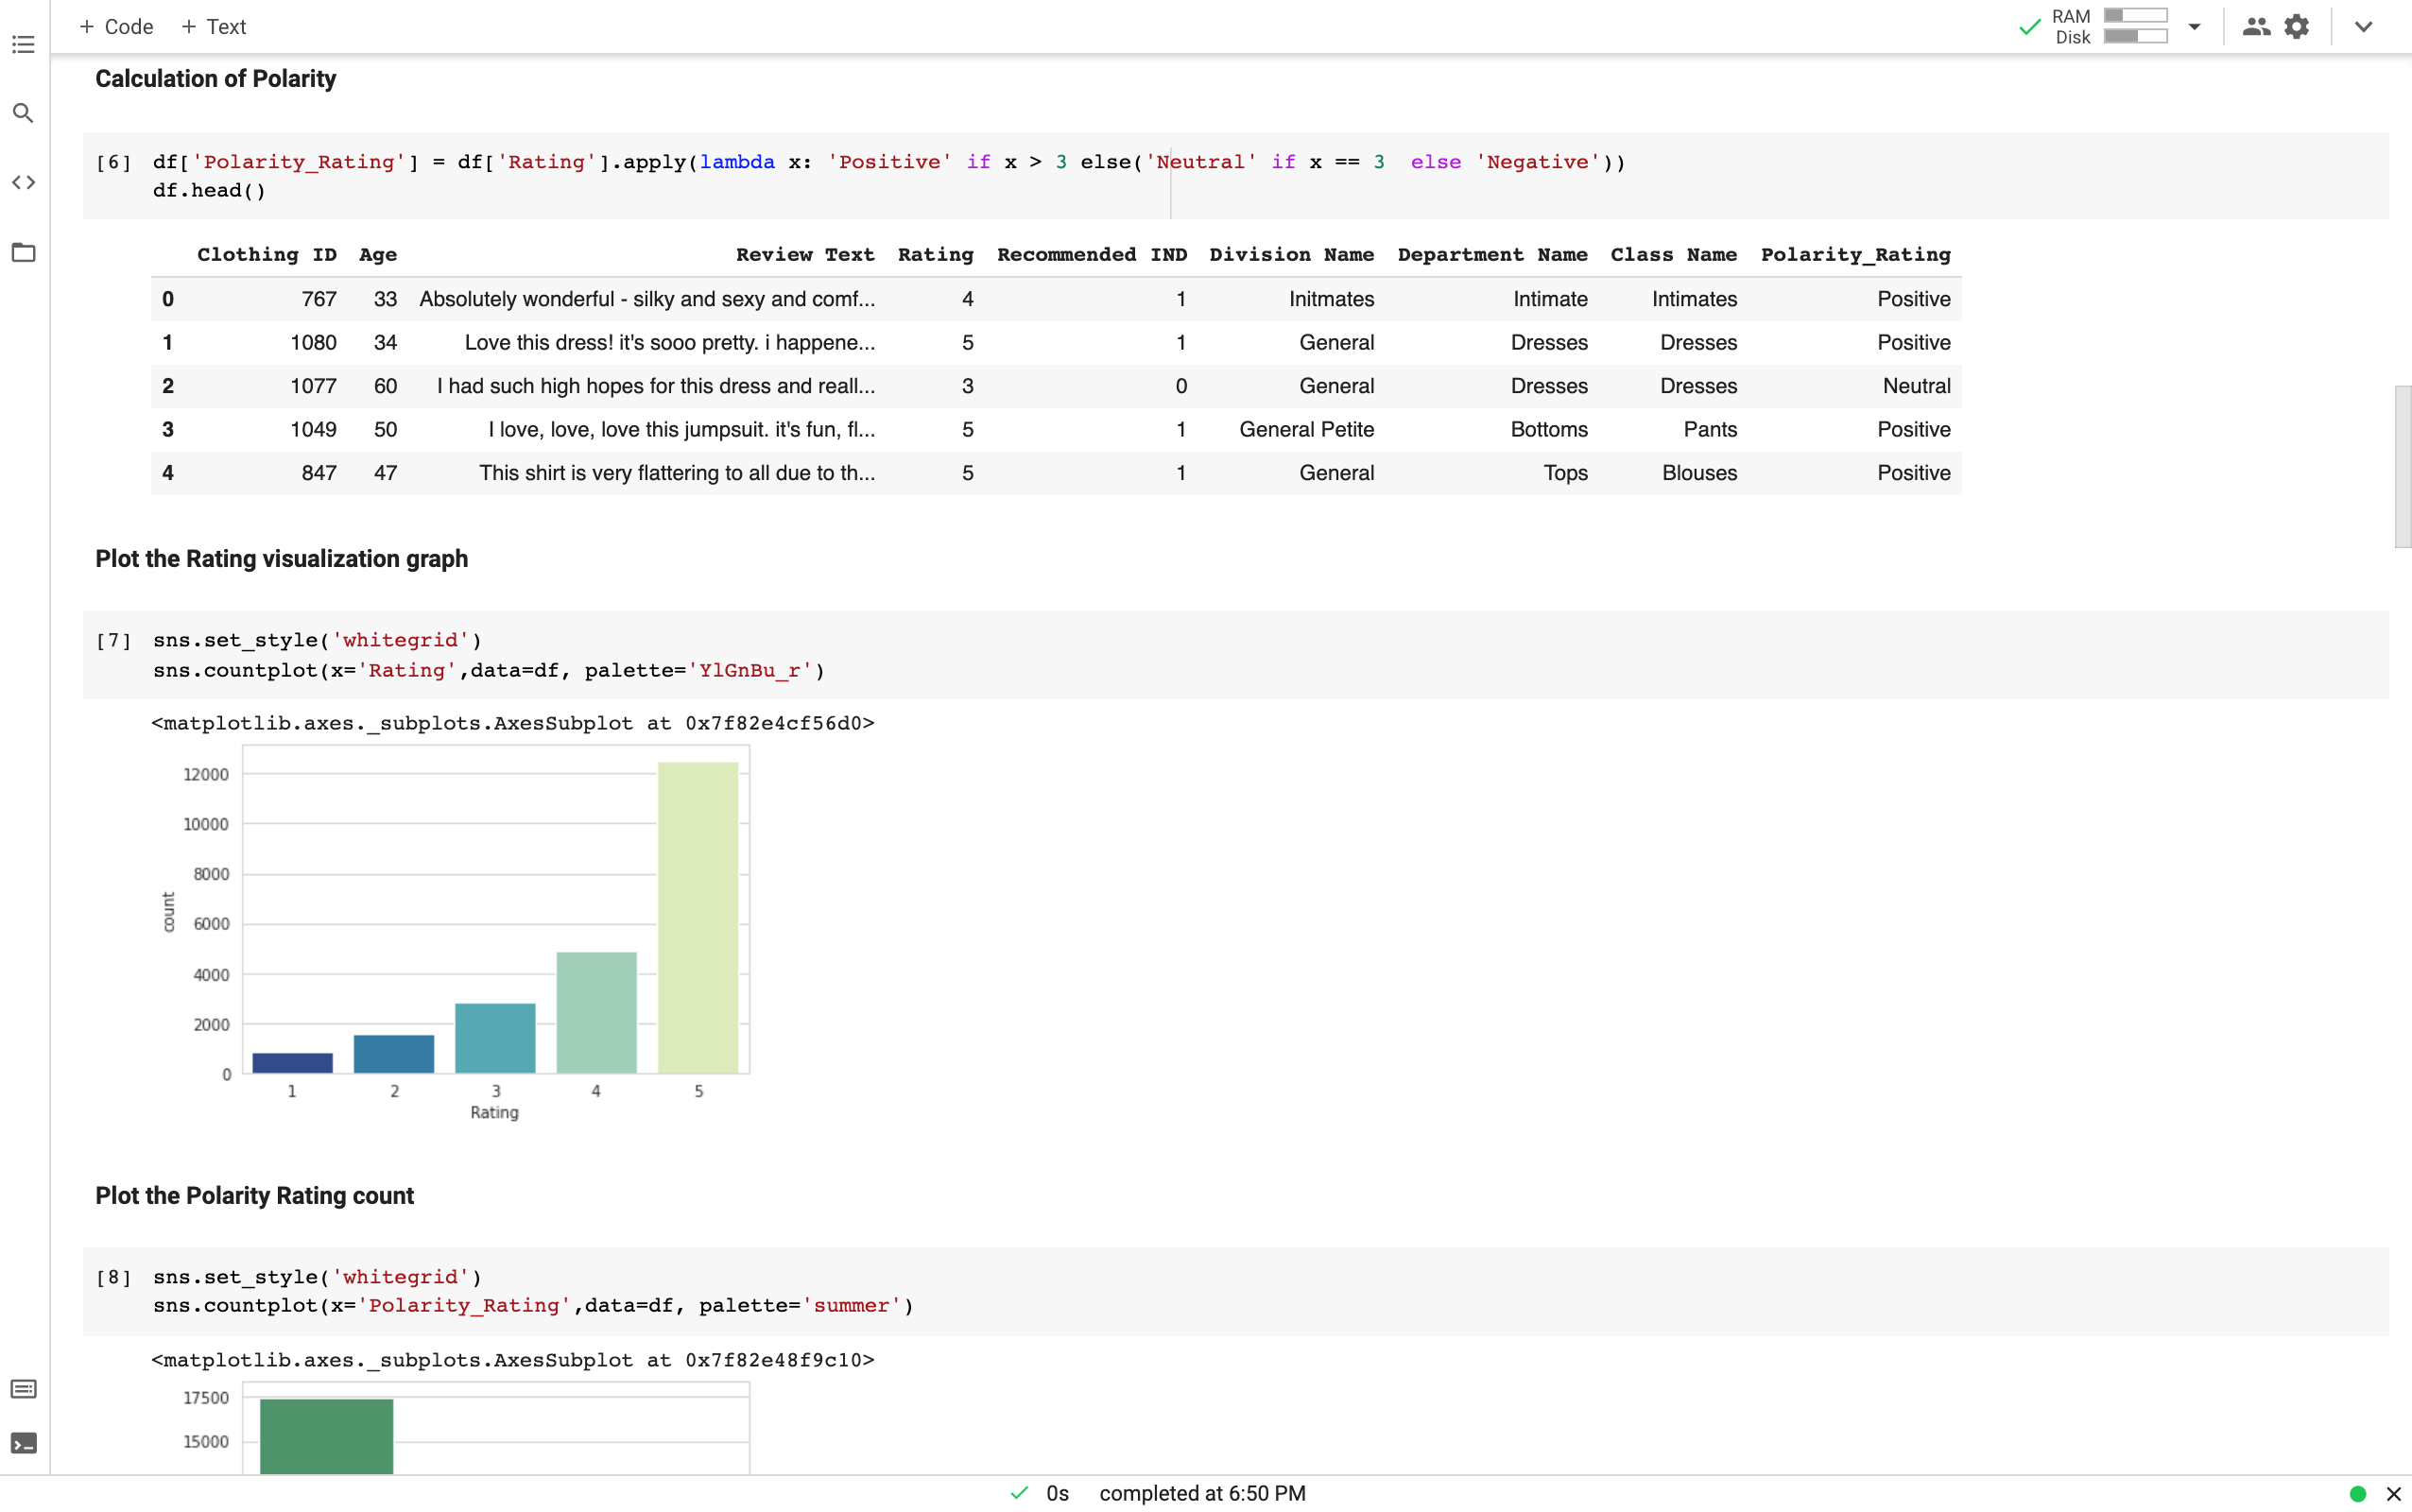 + Code + Text
RAM
Disk
Calculation of Polarity
[6] df['Polarity_Rating'] = df['Rating'].apply(lambda x: 'Positive' if x > 3 else('Neutral' if x == 3  else 'Negative'))
df.head()
Clothing ID Age Review Text Rating Recommended IND Division Name Department Name Class Name Polarity_Rating
0 767 33 Absolutely wonderful - silky and sexy and comf... 4 1 Initmates Intimate Intimates Positive
1 1080 34 Love this dress! it's sooo pretty. i happene... 5 1 General Dresses Dresses Positive
2 1077 60 I had such high hopes for this dress and reall... 3 0 General Dresses Dresses Neutral
3 1049 50 I love, love, love this jumpsuit. it's fun, fl... 5 1 General Petite Bottoms Pants Positive
4 847 47 This shirt is very flattering to all due to th... 5 1 General Tops Blouses Positive
Plot the Rating visualization graph
[7] sns.set_style('whitegrid')
sns.countplot(x='Rating',data=df, palette='YlGnBu_r')
<matplotlib.axes._subplots.AxesSubplot at 0x7f82e4cf56d0>
12000
10000
8000
6000
4000
2000
0
count
1 2 3 4 5
Rating
Plot the Polarity Rating count
[8] sns.set_style('whitegrid')
sns.countplot(x='Polarity_Rating',data=df, palette='summer')
<matplotlib.axes._subplots.AxesSubplot at 0x7f82e48f9c10>
17500
15000
0s completed at 6:50 PM